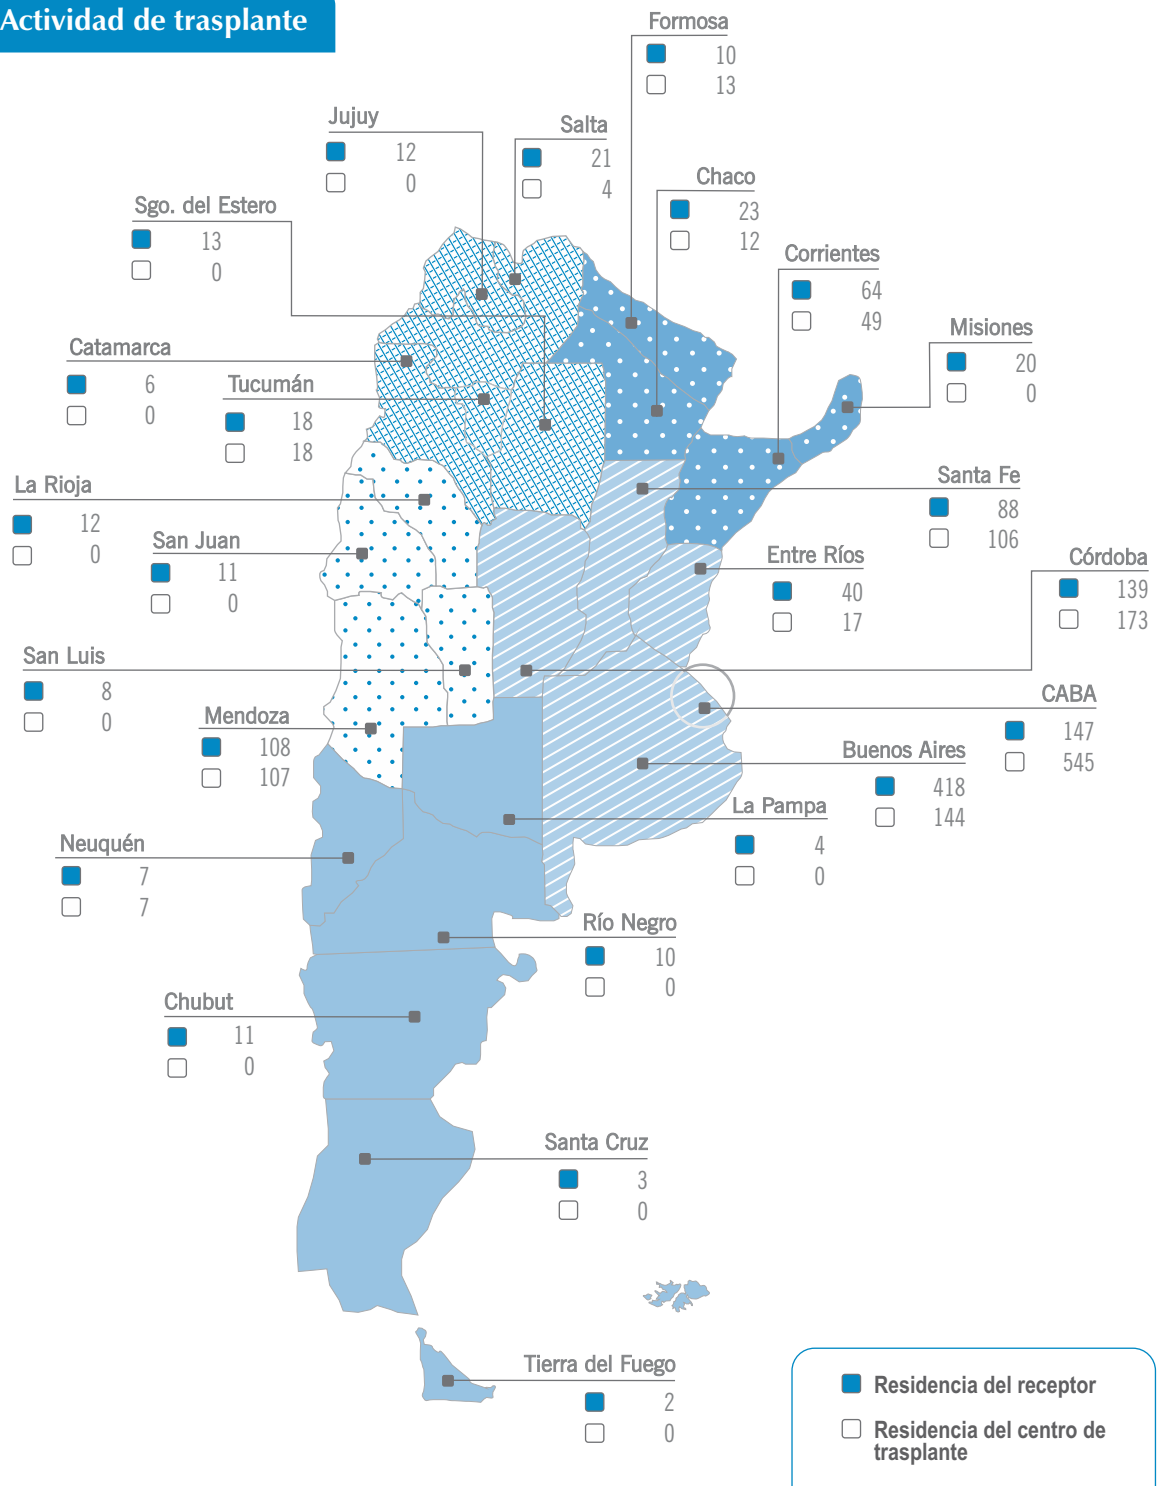 Actividad de trasplante
Formosa
10
13
Jujuy
12
0
Salta
21
4
Chaco
23
12
Sgo. del Estero
13
0
Corrientes
64
49
Misiones
20
0
Catamarca
6
0
Tucumán
18
18
La Rioja
12
0
San Juan
11
0
Santa Fe
88
106
Entre Ríos
40
17
Córdoba
139
173
San Luis
8
0
Mendoza
108
107
CABA
147
545
Buenos Aires
418
144
La Pampa
4
0
Neuquén
7
7
Río Negro
10
0
Chubut
11
0
Santa Cruz
3
0
Tierra del Fuego
2
0
Residencia del receptor
Residencia del centro de
trasplante